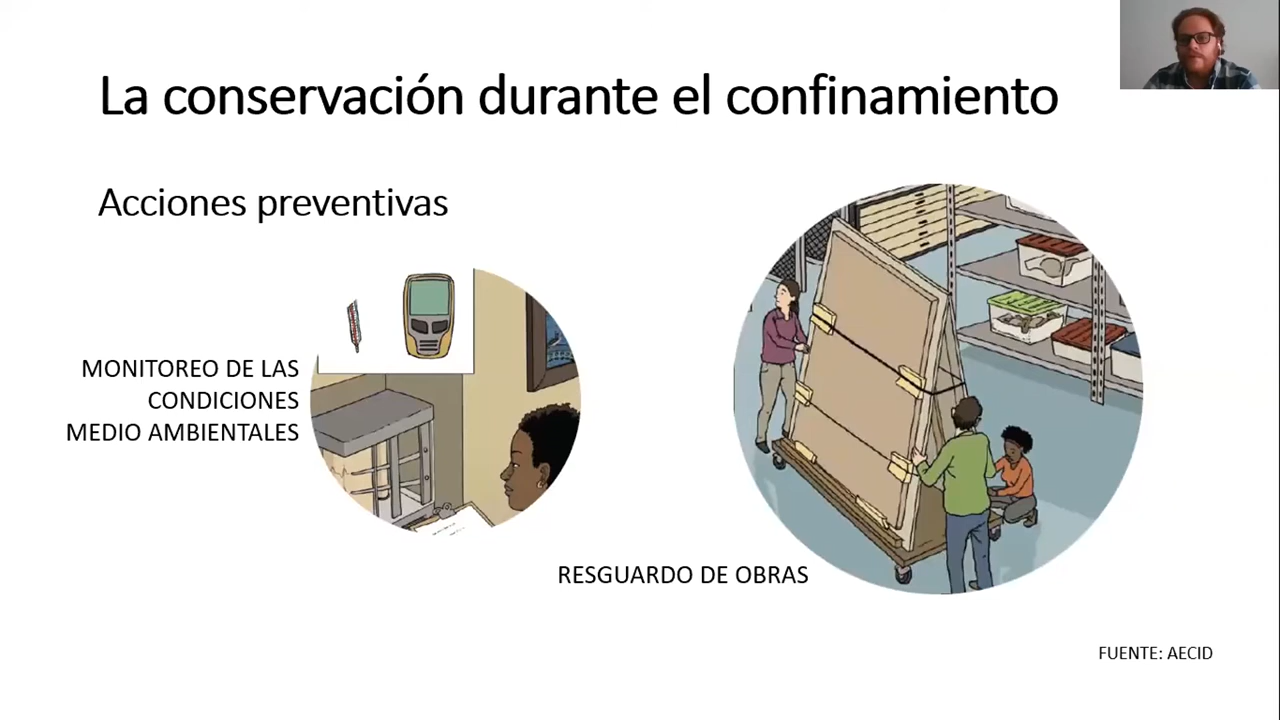 La conservación durante el confinamiento
Acciones preventivas
MONITOREO DE LAS
CONDICIONES
MEDIO AMBIENTALES
RESGUARDO DE OBRAS
FUENTE: AECID